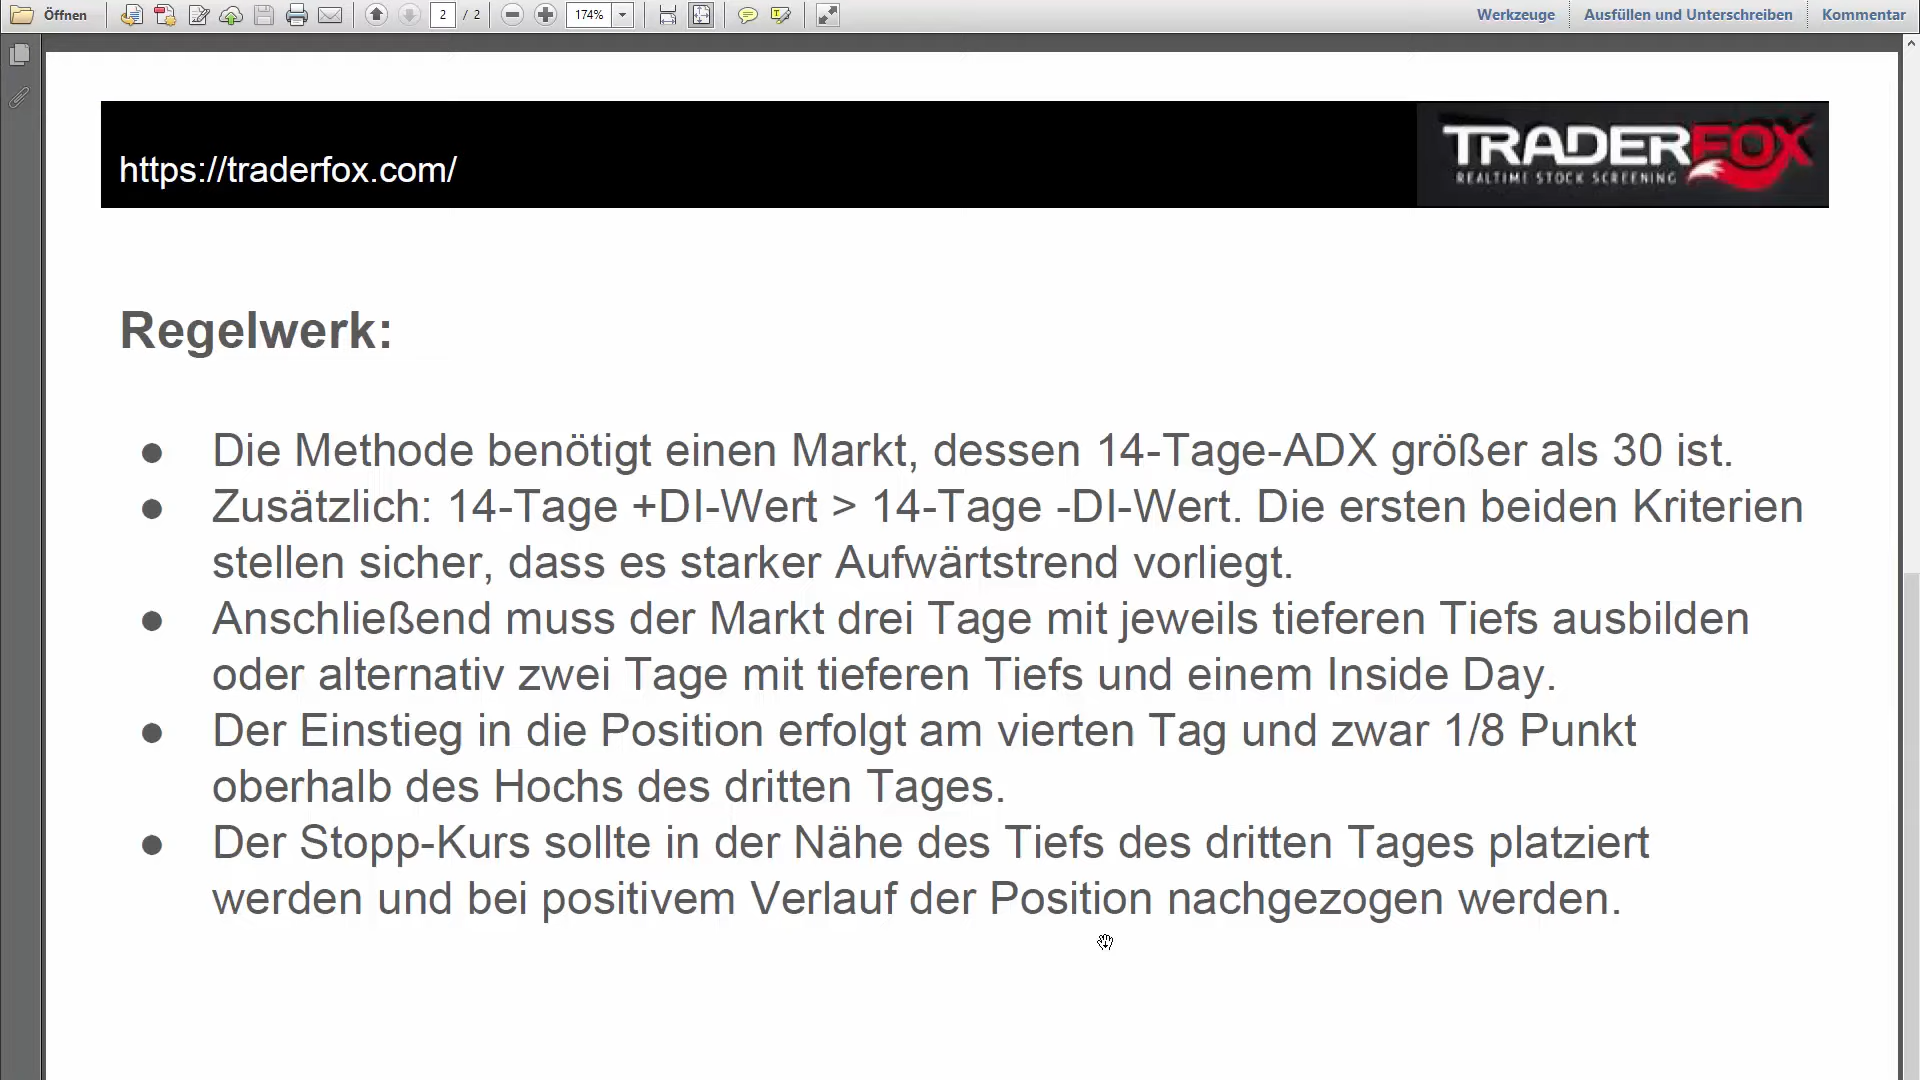 Öffnen
2 / 2
174%
Werkzeuge
Ausfüllen und Unterschreiben
Kommentar
https://traderfox.com/
TRADERFOX
REALTIME STOCK SCREENING
Regelwerk:
● Die Methode benötigt einen Markt, dessen 14-Tage-ADX größer als 30 ist.
● Zusätzlich: 14-Tage +DI-Wert > 14-Tage -DI-Wert. Die ersten beiden Kriterien
stellen sicher, dass es starker Aufwärtstrend vorliegt.
● Anschließend muss der Markt drei Tage mit jeweils tieferen Tiefs ausbilden
oder alternativ zwei Tage mit tieferen Tiefs und einem Inside Day.
● Der Einstieg in die Position erfolgt am vierten Tag und zwar 1/8 Punkt
oberhalb des Hochs des dritten Tages.
● Der Stopp-Kurs sollte in der Nähe des Tiefs des dritten Tages platziert
werden und bei positivem Verlauf der Position nachgezogen werden.